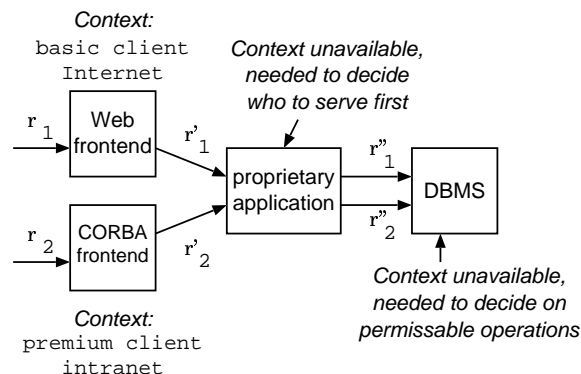 Context:
basic client
Internet
Context unavailable,
needed to decide
who to serve first
r 1
Web
frontend
r' 1
proprietary
application
r" 1
DBMS
r 2
CORBA
frontend
r' 2
r" 2
Context unavailable,
needed to decide on
permissable operations
Context:
premium client
intranet